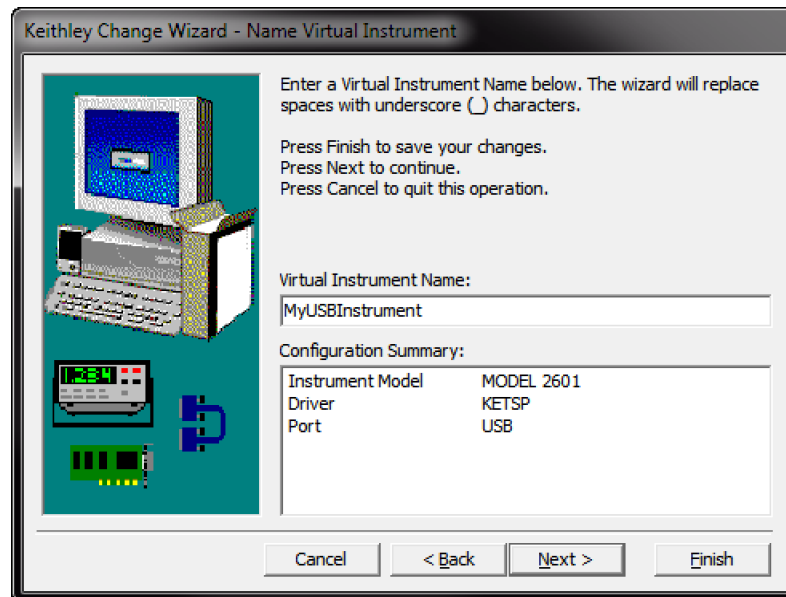 Keithley Change Wizard - Name Virtual Instrument
Enter a Virtual Instrument Name below. The wizard will replace
spaces with underscore (_) characters.
Press Finish to save your changes.
Press Next to continue.
Press Cancel to quit this operation.
Virtual Instrument Name:
MyUSBInstrument
Configuration Summary:
Instrument Model MODEL 2601
Driver KETSP
Port USB
1.234
Cancel < Back Next > Finish